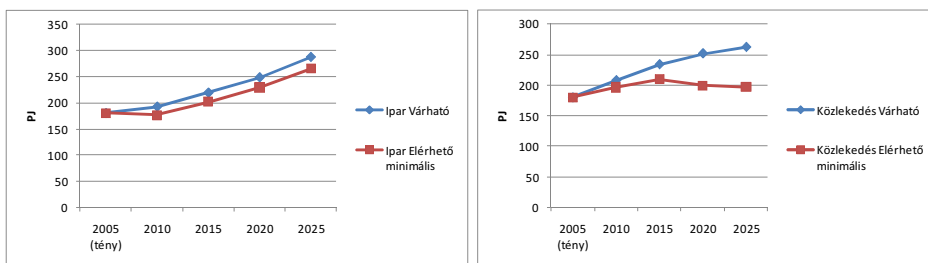 350
300
250
200
150
100
50
0
PJ
2005 2010 2015 2020 2025
(tény)
Ipar Várható
Ipar Elérhető
minimális
300
250
200
150
100
50
0
PJ
2005 2010 2015 2020 2025
(tény)
Közlekedés Várható
Közlekedés Elérhető
minimális